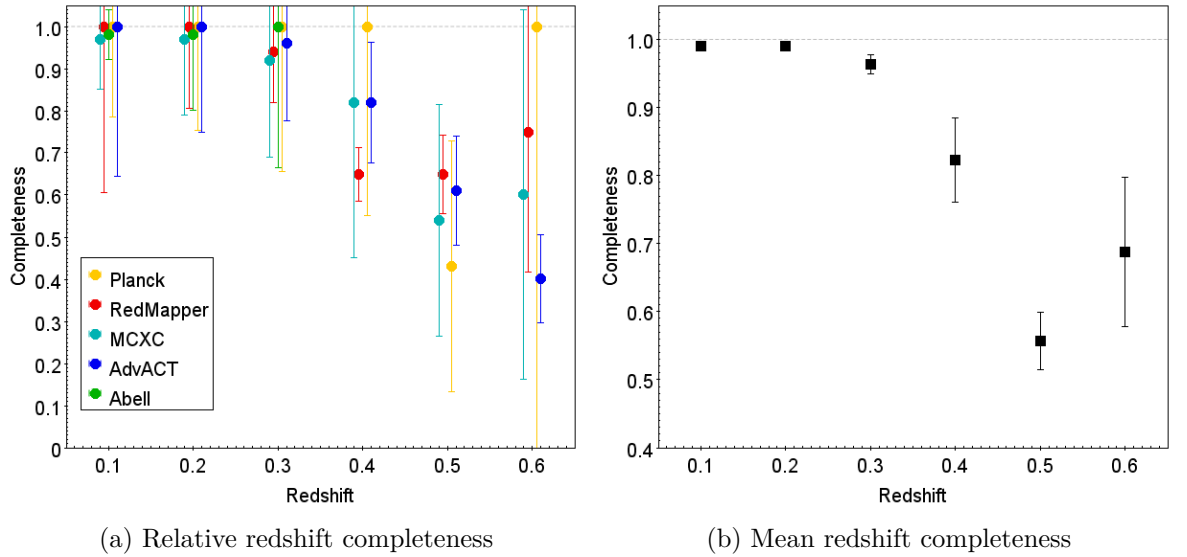 1.0
0.9
0.8
0.7
0.6
0.5
0.4
0.3
0.2
0.1
0
Completeness
Planck
RedMapper
MCXC
AdvACT
Abell
0.1 0.2 0.3 0.4 0.5 0.6
Redshift
(a) Relative redshift completeness
1.0
0.9
0.8
0.7
0.6
0.5
0.4
Completeness
0.1 0.2 0.3 0.4 0.5 0.6
Redshift
(b) Mean redshift completeness